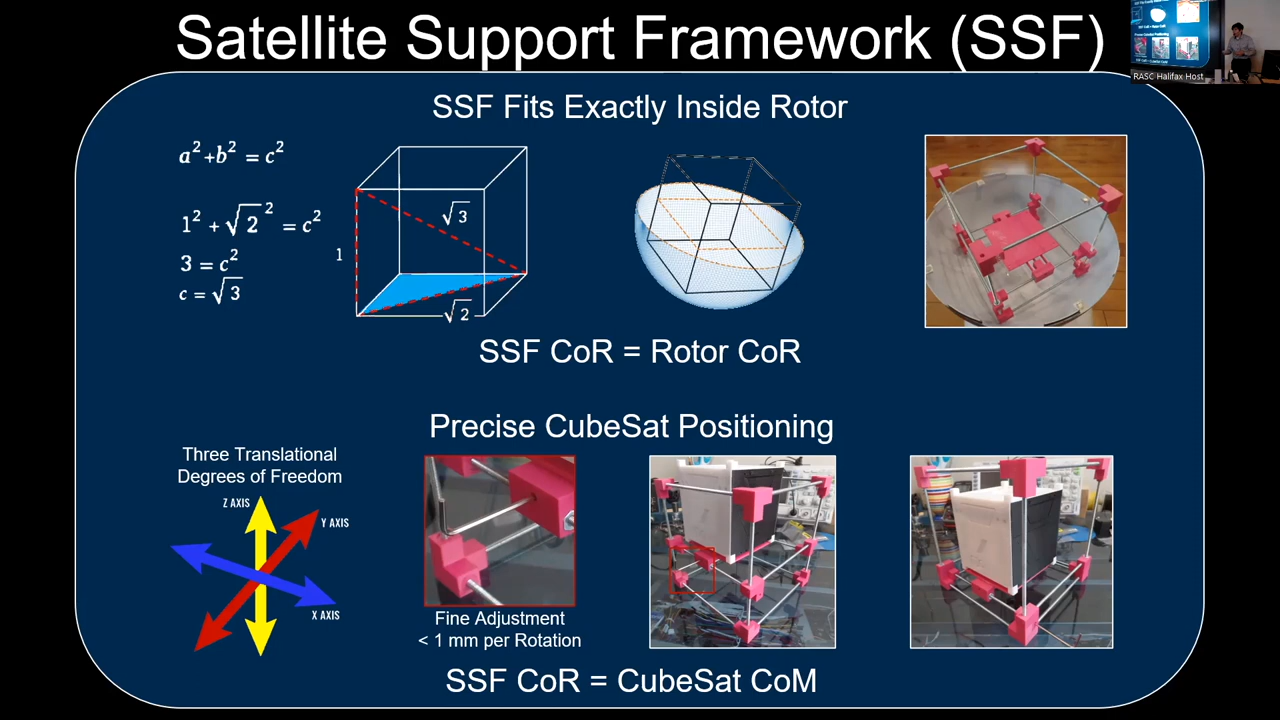 Satellite Support Framework (SSF)
RASC Halifax Host
SSF Fits Exactly Inside Rotor
a² + b² = c²
1² + √2² = c²
3 = c²
c = √3
√3
1
√2
SSF CoR = Rotor CoR
Precise CubeSat Positioning
Three Translational
Degrees of Freedom
Z AXIS
Y AXIS
X AXIS
Fine Adjustment
< 1 mm per Rotation
SSF CoR = CubeSat CoM